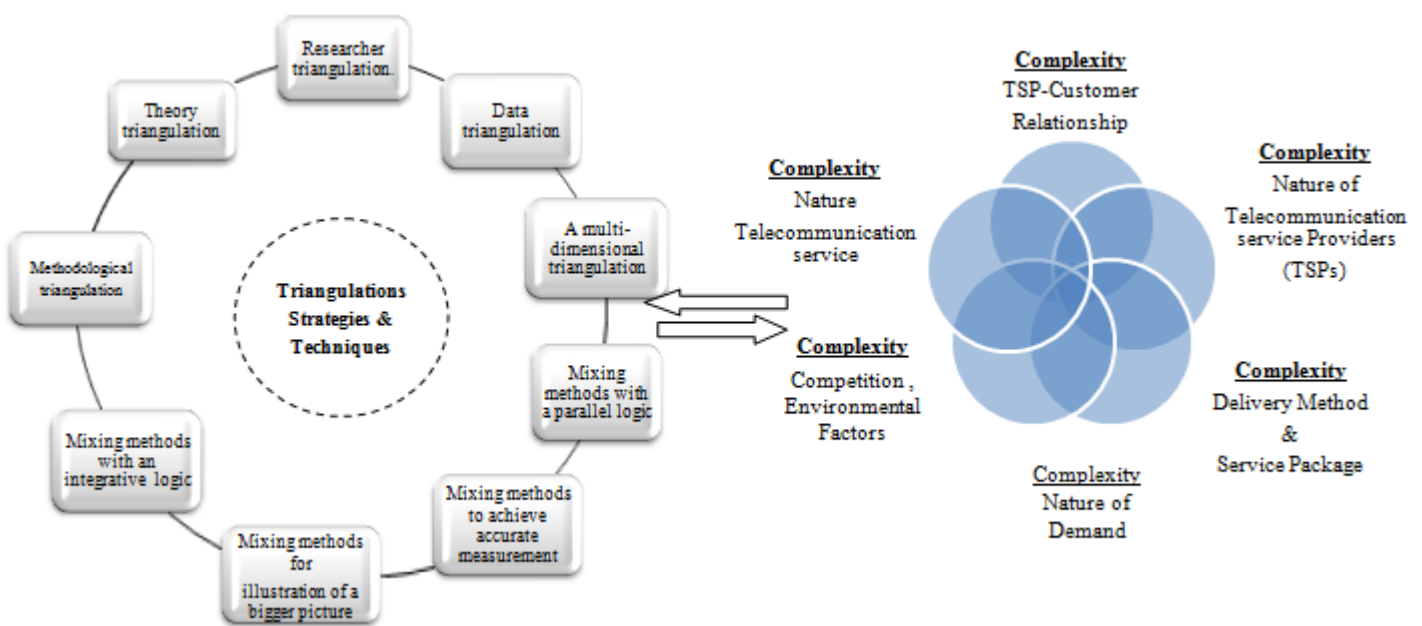 Researcher
triangulation.
Data
triangulation
A multi-
dimensional
triangulation
Mixing
methods with
a parallel logic
Mixing methods
to achieve
accurate
measurement
Mixing methods
for
illustration of a
bigger picture
Mixing methods
with an
integrative logic
Methodological
triangulation
Theory
triangulation
Triangulations
Strategies &
Techniques
Complexity
TSP-Customer
Relationship
Complexity
Nature of
Telecommunication
service Providers
(TSPs)
Complexity
Delivery Method
&
Service Package
Complexity
Nature of
Demand
Complexity
Competition ,
Environmental
Factors
Complexity
Nature
Telecommunication
service